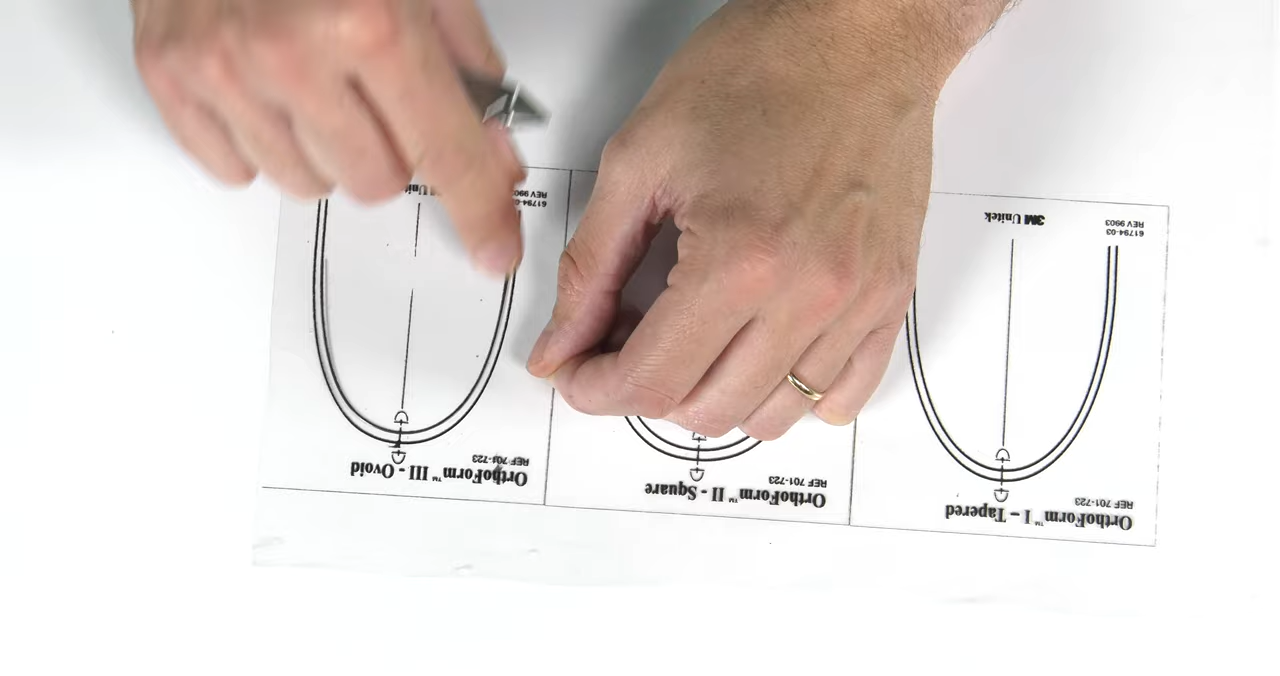 OrthoForm™ I – Tapered
REF 701-723
61794-03
REV 9903
3M Unitek
OrthoForm™ II - Square
REF 701-723
OrthoForm™ III - Ovoid
REF 701-723